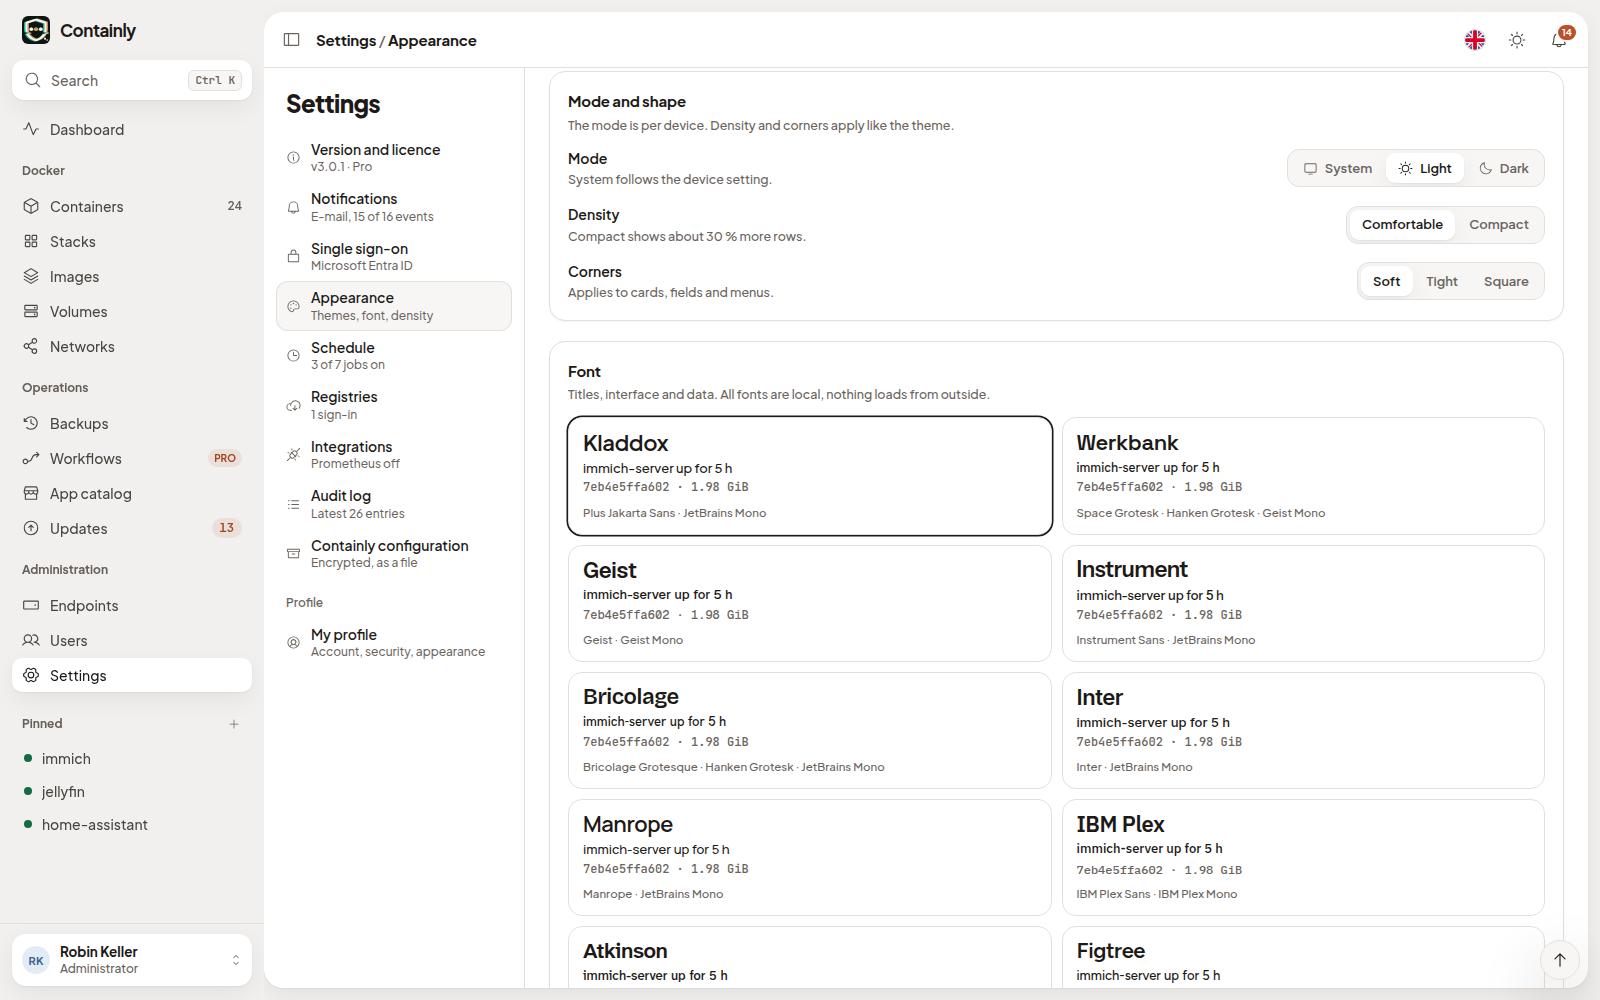 Containly
Search
Ctrl K
Dashboard
Docker
Containers
24
Stacks
Images
Volumes
Networks
Operations
Backups
Workflows
PRO
App catalog
Updates
13
Administration
Endpoints
Users
Settings
Pinned
immich
jellyfin
home-assistant
RK
Robin Keller
Administrator
Settings / Appearance
14
Settings
Version and licence
v3.0.1 · Pro
Notifications
E-mail, 15 of 16 events
Single sign-on
Microsoft Entra ID
Appearance
Themes, font, density
Schedule
3 of 7 jobs on
Registries
1 sign-in
Integrations
Prometheus off
Audit log
Latest 26 entries
Containly configuration
Encrypted, as a file
Profile
My profile
Account, security, appearance
Mode and shape
The mode is per device. Density and corners apply like the theme.
Mode
System follows the device setting.
System
Light
Dark
Density
Compact shows about 30 % more rows.
Comfortable
Compact
Corners
Applies to cards, fields and menus.
Soft
Tight
Square
Font
Titles, interface and data. All fonts are local, nothing loads from outside.
Kladdox
immich-server up for 5 h
7eb4e5ffa602 · 1.98 GiB
Plus Jakarta Sans · JetBrains Mono
Werkbank
immich-server up for 5 h
7eb4e5ffa602 · 1.98 GiB
Space Grotesk · Hanken Grotesk · Geist Mono
Geist
immich-server up for 5 h
7eb4e5ffa602 · 1.98 GiB
Geist · Geist Mono
Instrument
immich-server up for 5 h
7eb4e5ffa602 · 1.98 GiB
Instrument Sans · JetBrains Mono
Bricolage
immich-server up for 5 h
7eb4e5ffa602 · 1.98 GiB
Bricolage Grotesque · Hanken Grotesk · JetBrains Mono
Inter
immich-server up for 5 h
7eb4e5ffa602 · 1.98 GiB
Inter · JetBrains Mono
Manrope
immich-server up for 5 h
7eb4e5ffa602 · 1.98 GiB
Manrope · JetBrains Mono
IBM Plex
immich-server up for 5 h
7eb4e5ffa602 · 1.98 GiB
IBM Plex Sans · IBM Plex Mono
Atkinson
immich-server up for 5 h
Figtree
immich-server up for 5 h